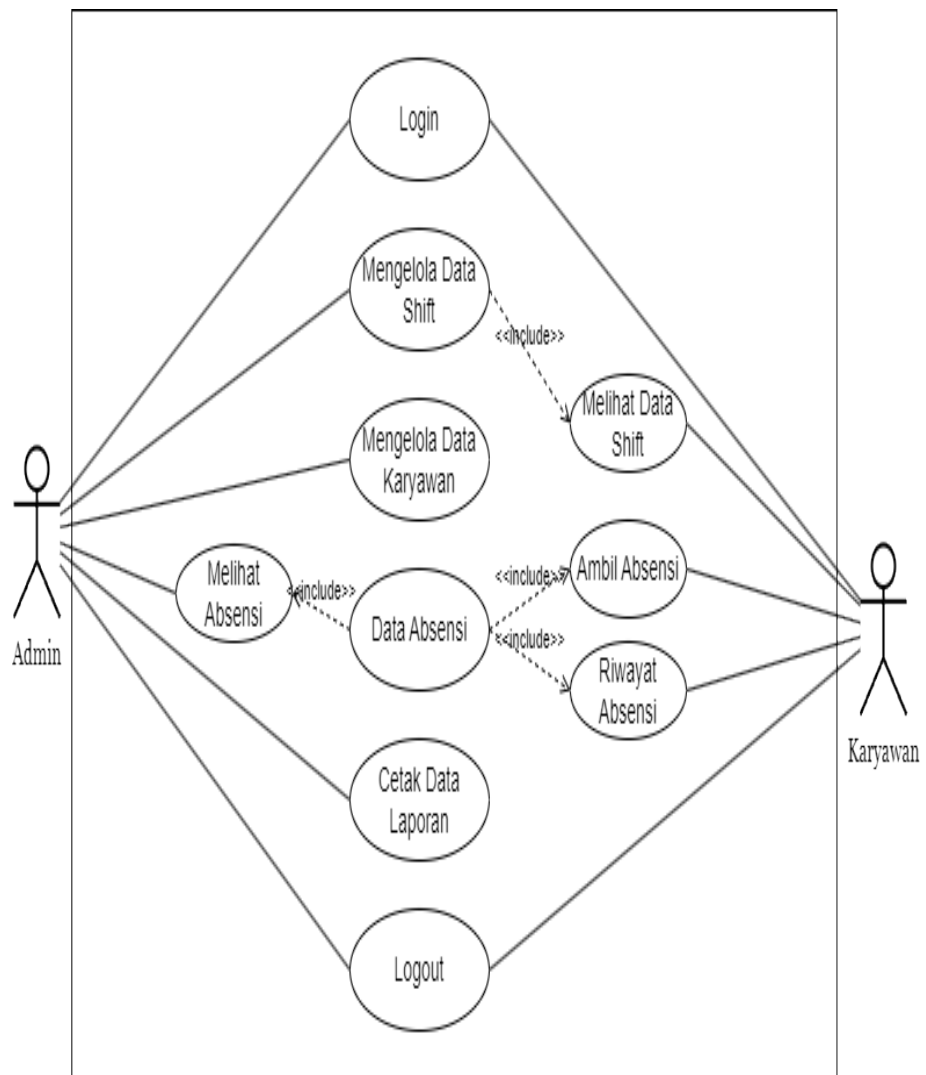 Login
Mengelola Data
Shift
<<include>>
Melihat Data
Shift
Mengelola Data
Karyawan
Melihat
Absensi
<<include>>
Data Absensi
<<include>>
Ambil Absensi
<<include>>
Riwayat
Absensi
Admin
Karyawan
Cetak Data
Laporan
Logout